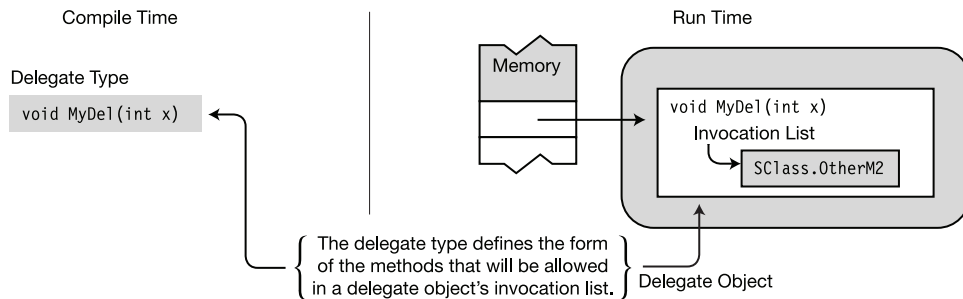 Compile Time
Run Time
Delegate Type
void MyDel(int x)
Memory
void MyDel(int x)
Invocation List
SClass.OtherM2
The delegate type defines the form
of the methods that will be allowed
in a delegate object's invocation list.
Delegate Object